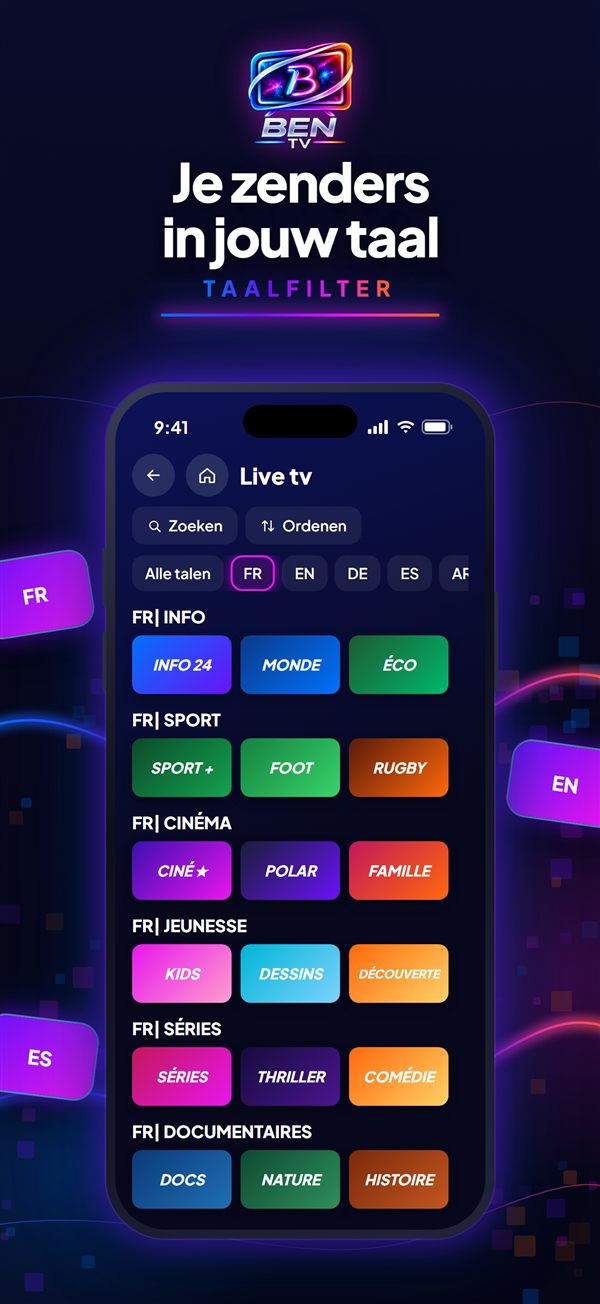 B
BEN
TV
Je zenders
in jouw taal
TAALFILTER
9:41
Live tv
Zoeken
Ordenen
Alle talen FR EN DE ES AR
FR| INFO
INFO 24 MONDE ÉCO
FR| SPORT
SPORT + FOOT RUGBY
FR| CINÉMA
CINÉ★ POLAR FAMILLE
FR| JEUNESSE
KIDS DESSINS DÉCOUVERTE
FR| SÉRIES
SÉRIES THRILLER COMÉDIE
FR| DOCUMENTAIRES
DOCS NATURE HISTOIRE
FR
EN
ES